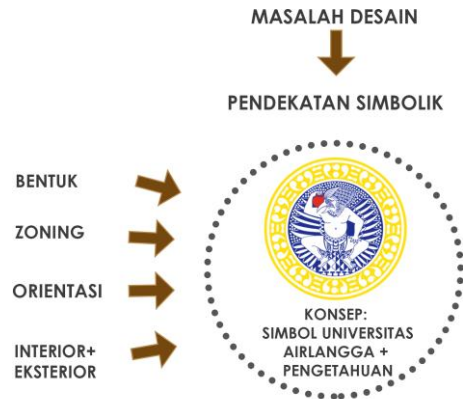 MASALAH DESAIN
PENDEKATAN SIMBOLIK
BENTUK
ZONING
ORIENTASI
INTERIOR+
EKSTERIOR
KONSEP:
SIMBOL UNIVERSITAS
AIRLANGGA +
PENGETAHUAN